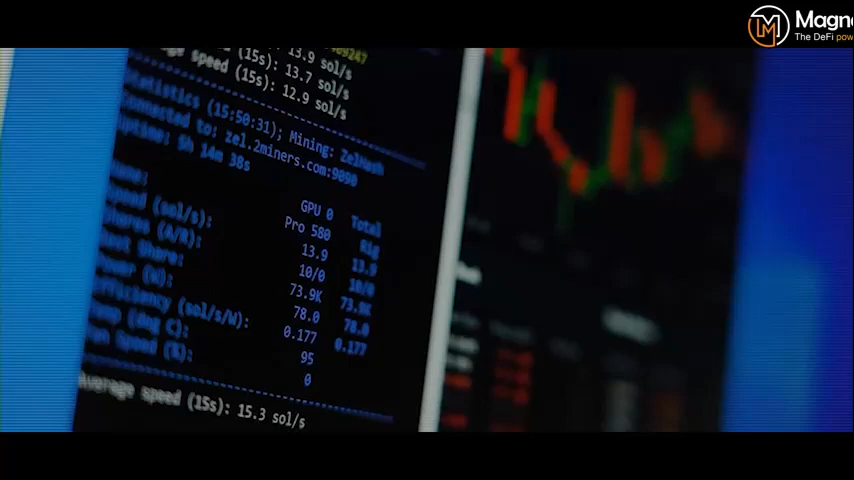 Magne
The DeFi pow
13.9 sol/s
speed (15s): 13.7 sol/s
speed (15s): 12.9 sol/s
Statistics (15:50:31); Mining: ZelHash
Connected to: zel.2miners.com:9090
Uptime: 5h 14m 38s
Name: GPU 0 Total
Pro 580 Rig
Speed (sol/s): 13.9 13.9
Shares (A/R): 10/0 10/0
Best Share: 73.9K 73.9K
Power (W): 78.0 78.0
Efficiency (sol/s/W): 0.177 0.177
Temp (deg C): 95
Fan Speed (%): 0
Average speed (15s): 15.3 sol/s